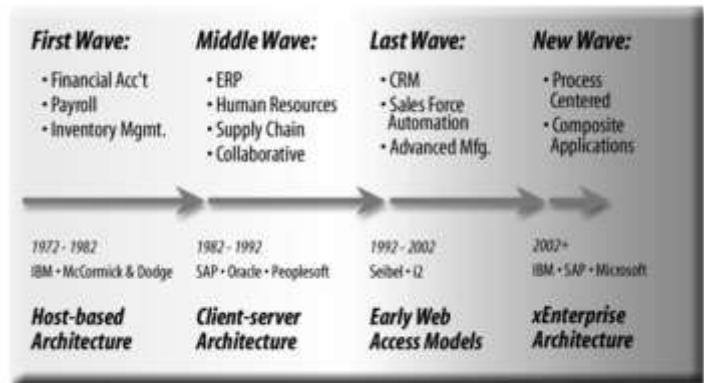 First Wave:
• Financial Acc't
• Payroll
• Inventory Mgmt.
Middle Wave:
• ERP
• Human Resources
• Supply Chain
• Collaborative
Last Wave:
• CRM
• Sales Force
Automation
• Advanced Mfg.
New Wave:
• Process
Centered
• Composite
Applications
1972 - 1982
IBM • McCormick & Dodge
Host-based
Architecture
1982 - 1992
SAP • Oracle • Peoplesoft
Client-server
Architecture
1992 - 2002
Seibel • i2
Early Web
Access Models
2002+
IBM • SAP • Microsoft
xEnterprise
Architecture